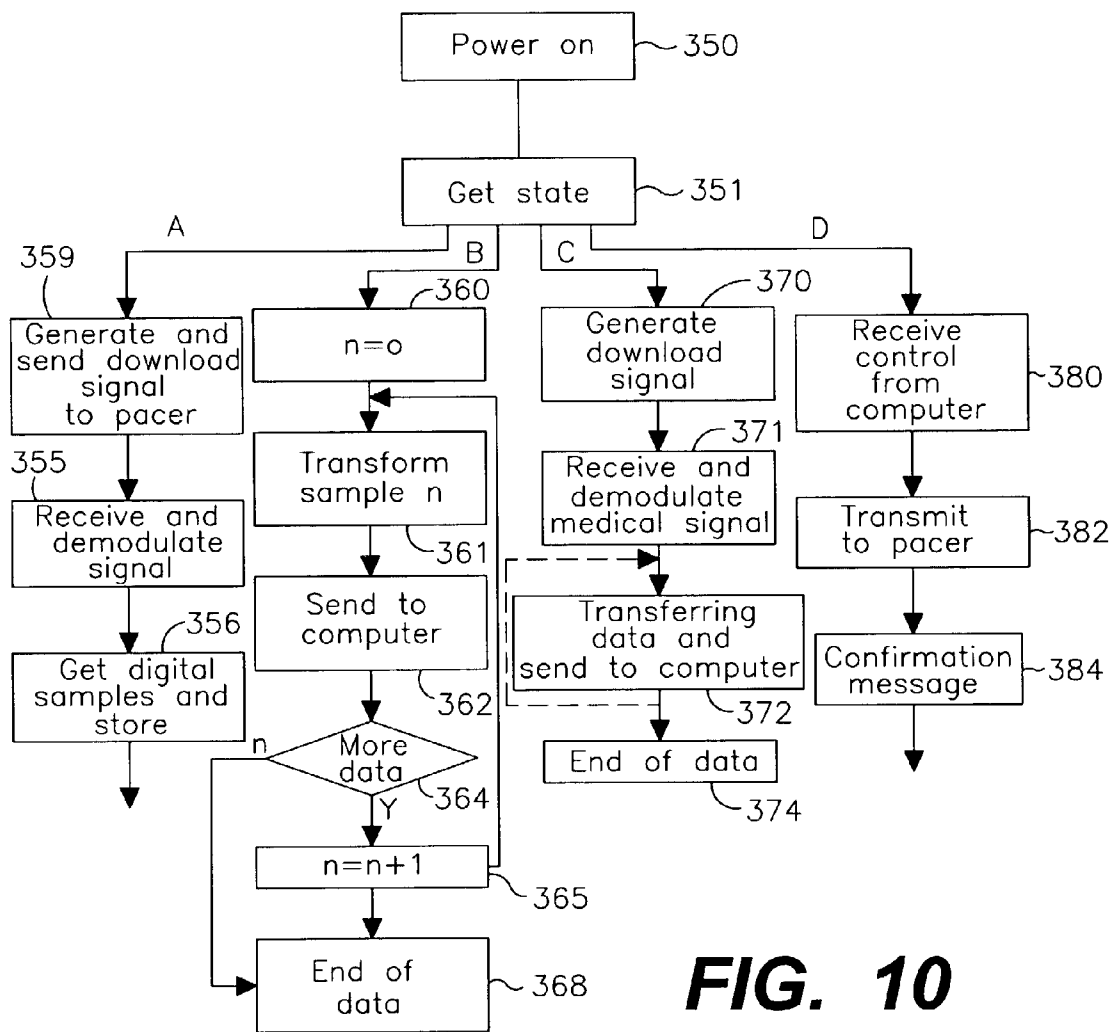 Power on
350
Get state
351
A
B
C
D
359
Generate and
send download
signal
to pacer
355
Receive and
demodulate
signal
356
Get digital
samples and
store
360
n=o
Transform
sample n
361
Send to
computer
362
More
data
364
n
Y
n=n+1
365
End of
data
368
370
Generate
download
signal
371
Receive and
demodulate
medical signal
Transferring
data and
send to computer
372
End of data
374
Receive
control
from
computer
380
Transmit
to pacer
382
Confirmation
message
384
FIG. 10